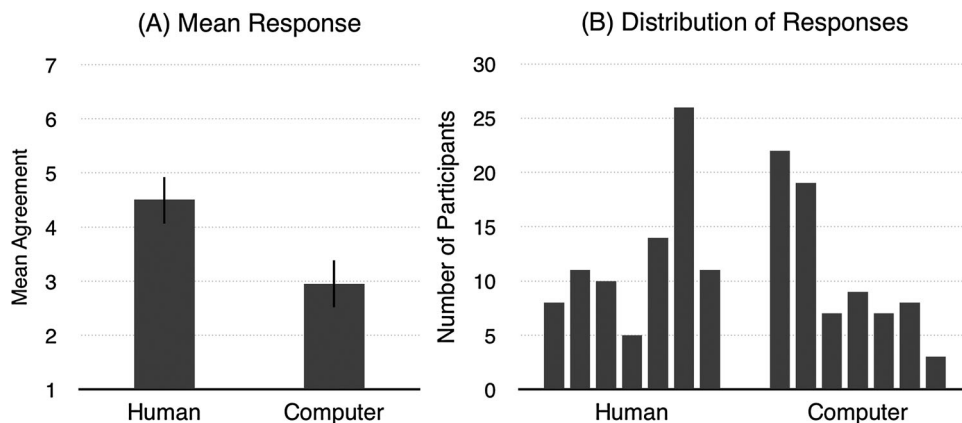 (A) Mean Response
7
6
5
4
3
2
1
Mean Agreement
Human Computer
(B) Distribution of Responses
30
25
20
15
10
5
0
Number of Participants
Human Computer